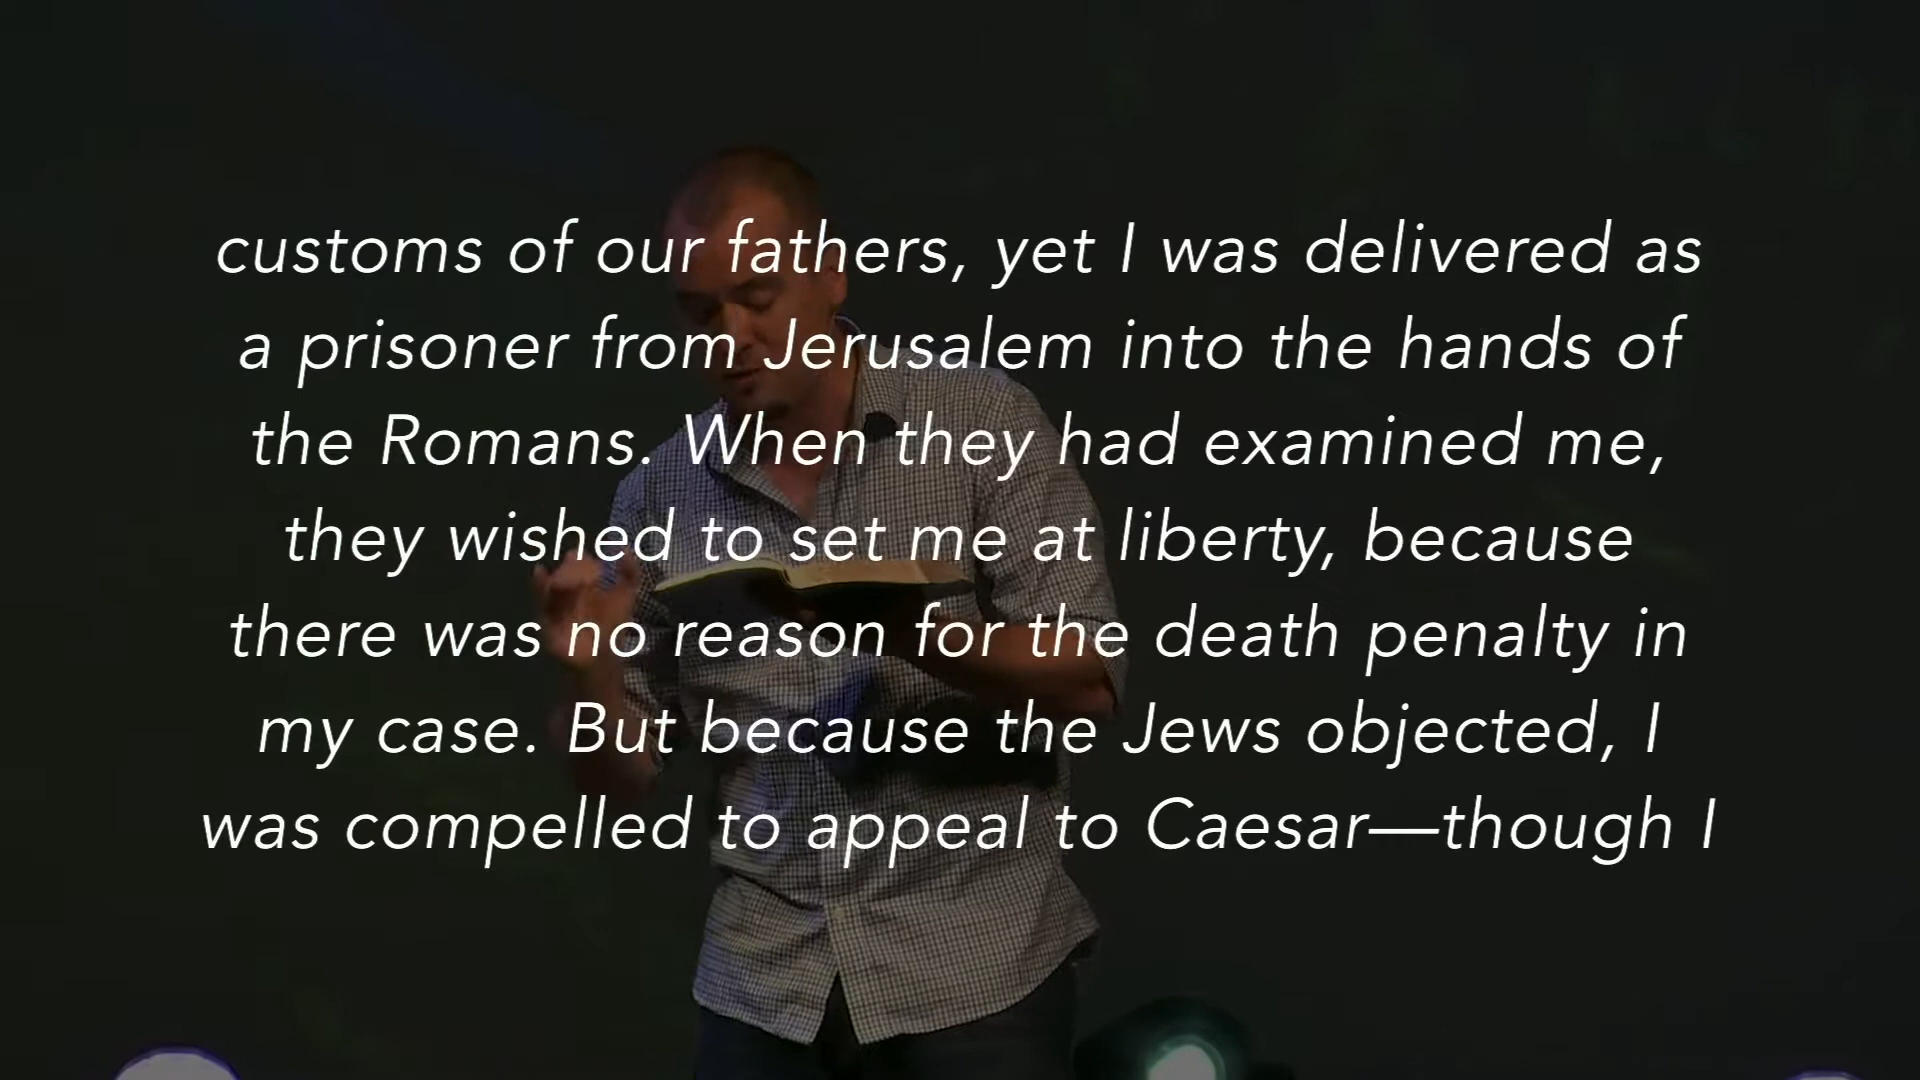 customs of our fathers, yet I was delivered as
a prisoner from Jerusalem into the hands of
the Romans. When they had examined me,
they wished to set me at liberty, because
there was no reason for the death penalty in
my case. But because the Jews objected, I
was compelled to appeal to Caesar—though I